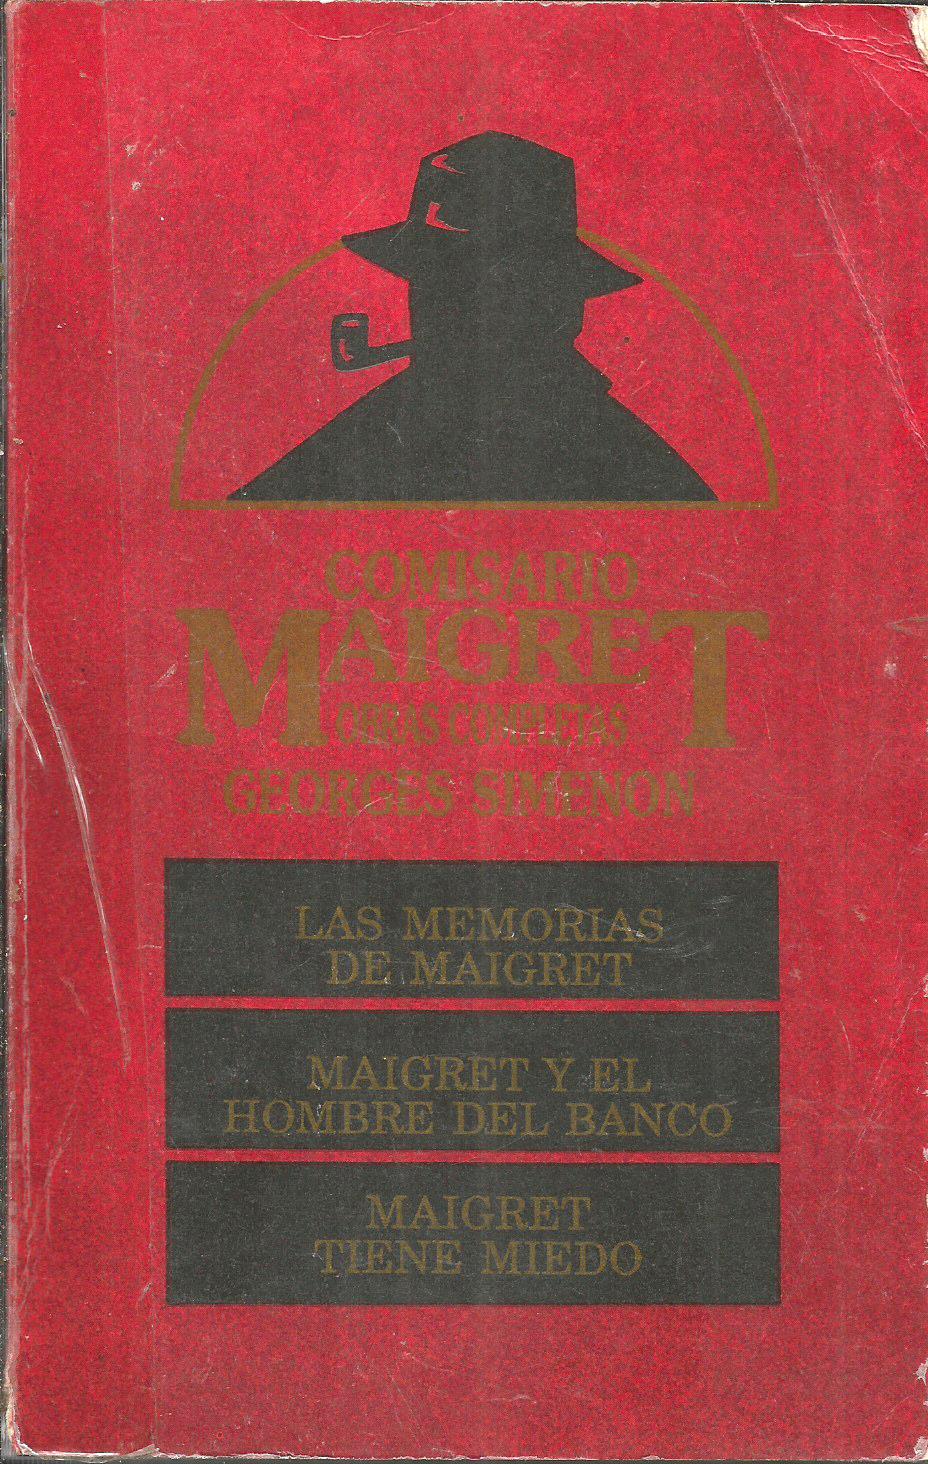 COMISARIO
MAIGRET
OBRAS COMPLETAS
GEORGES SIMENON
LAS MEMORIAS
DE MAIGRET
MAIGRET Y EL
HOMBRE DEL BANCO
MAIGRET
TIENE MIEDO